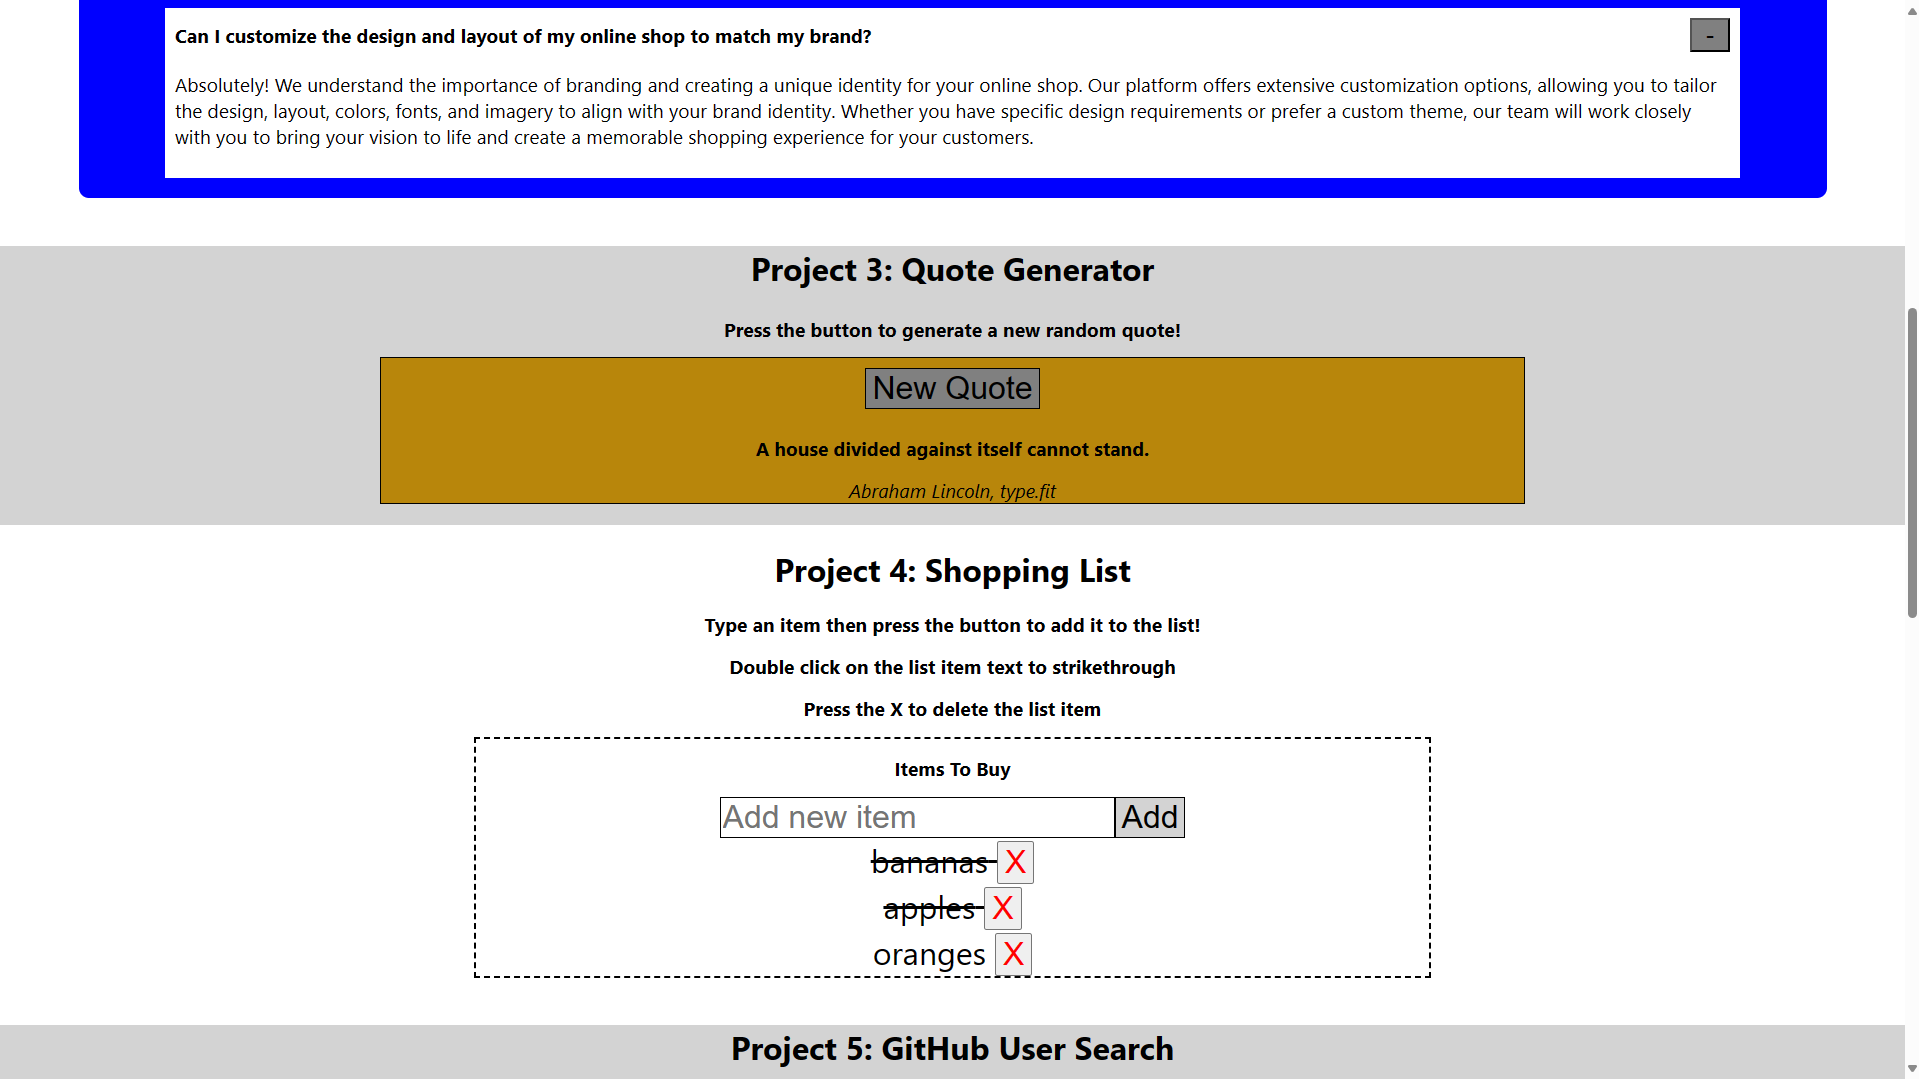 Can I customize the design and layout of my online shop to match my brand?
-
Absolutely! We understand the importance of branding and creating a unique identity for your online shop. Our platform offers extensive customization options, allowing you to tailor
the design, layout, colors, fonts, and imagery to align with your brand identity. Whether you have specific design requirements or prefer a custom theme, our team will work closely
with you to bring your vision to life and create a memorable shopping experience for your customers.
Project 3: Quote Generator
Press the button to generate a new random quote!
New Quote
A house divided against itself cannot stand.
Abraham Lincoln, type.fit
Project 4: Shopping List
Type an item then press the button to add it to the list!
Double click on the list item text to strikethrough
Press the X to delete the list item
Items To Buy
Add new item Add
bananas X
apples X
oranges X
Project 5: GitHub User Search